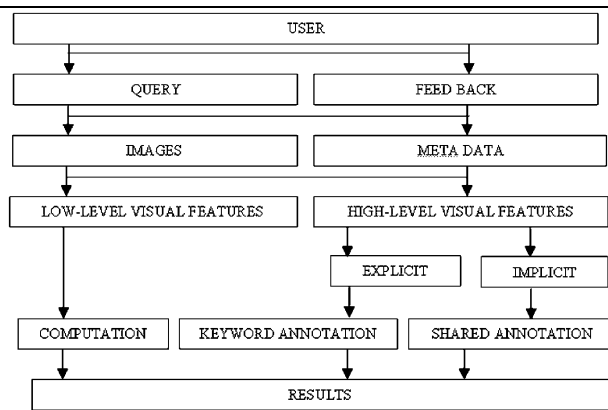 USER
QUERY FEED BACK
IMAGES META DATA
LOW-LEVEL VISUAL FEATURES HIGH-LEVEL VISUAL FEATURES
EXPLICIT IMPLICIT
COMPUTATION KEYWORD ANNOTATION SHARED ANNOTATION
RESULTS